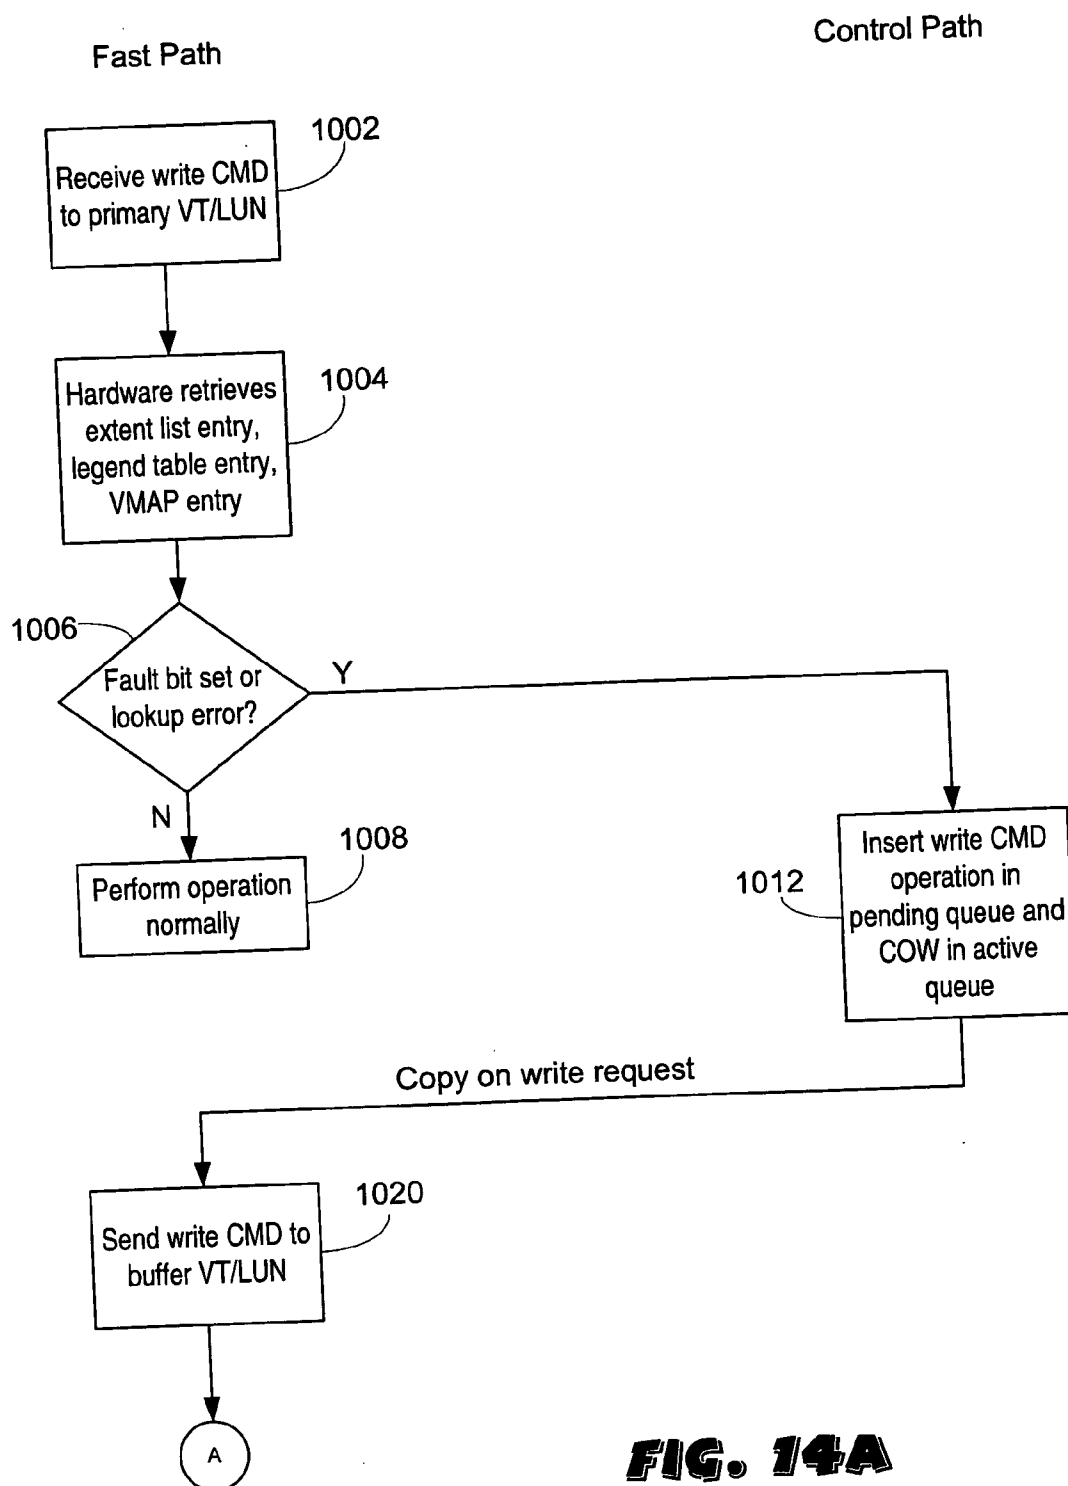 Fast Path
Control Path
1002
Receive write CMD
to primary VT/LUN
1004
Hardware retrieves
extent list entry,
legend table entry,
VMAP entry
1006
Fault bit set or
lookup error?
Y
N
1008
Perform operation
normally
1012
Insert write CMD
operation in
pending queue and
COW in active
queue
Copy on write request
1020
Send write CMD to
buffer VT/LUN
A
FIG. 14A